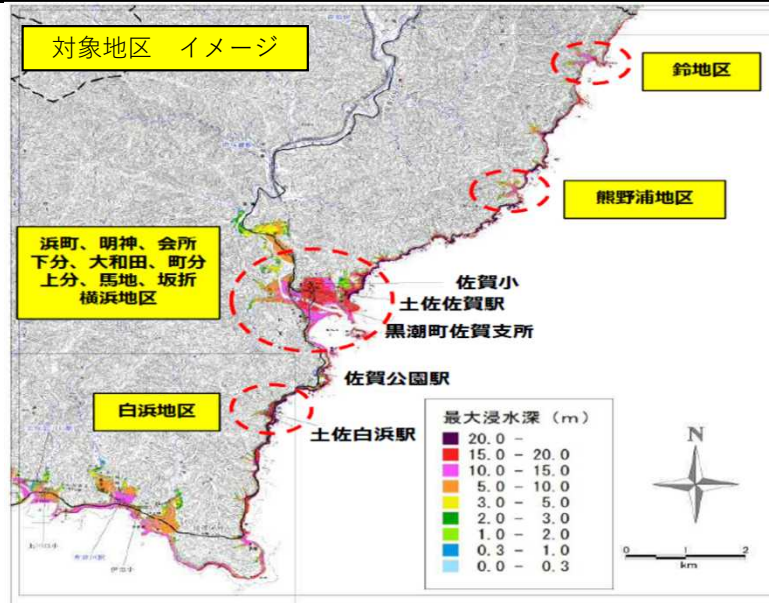 対象地区　イメージ
鈴地区
熊野浦地区
浜町、明神、会所
下分、大和田、町分
上分、馬地、坂折
横浜地区
佐賀小
土佐佐賀駅
黒潮町佐賀支所
佐賀公園駅
白浜地区
土佐白浜駅
最大浸水深（m）
20.0 -
15.0 - 20.0
10.0 - 15.0
5.0 - 10.0
3.0 - 5.0
2.0 - 3.0
1.0 - 2.0
0.3 - 1.0
0.0 - 0.3
N
0 1 2
km